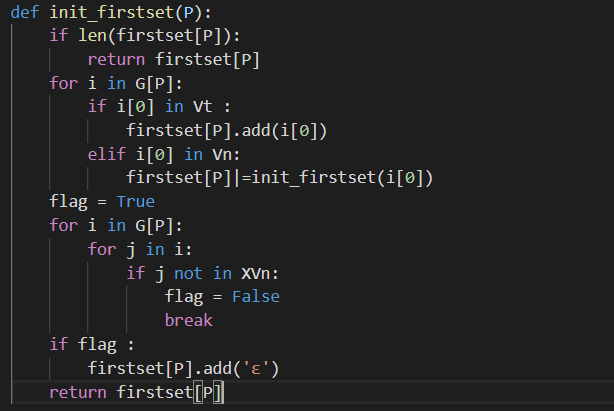 def init_firstset(P):
    if len(firstset[P]):
        return firstset[P]
    for i in G[P]:
        if i[0] in Vt :
            firstset[P].add(i[0])
        elif i[0] in Vn:
            firstset[P]|=init_firstset(i[0])
    flag = True
    for i in G[P]:
        for j in i:
            if j not in XVn:
                flag = False
                break
    if flag :
        firstset[P].add('ε')
    return firstset[P]